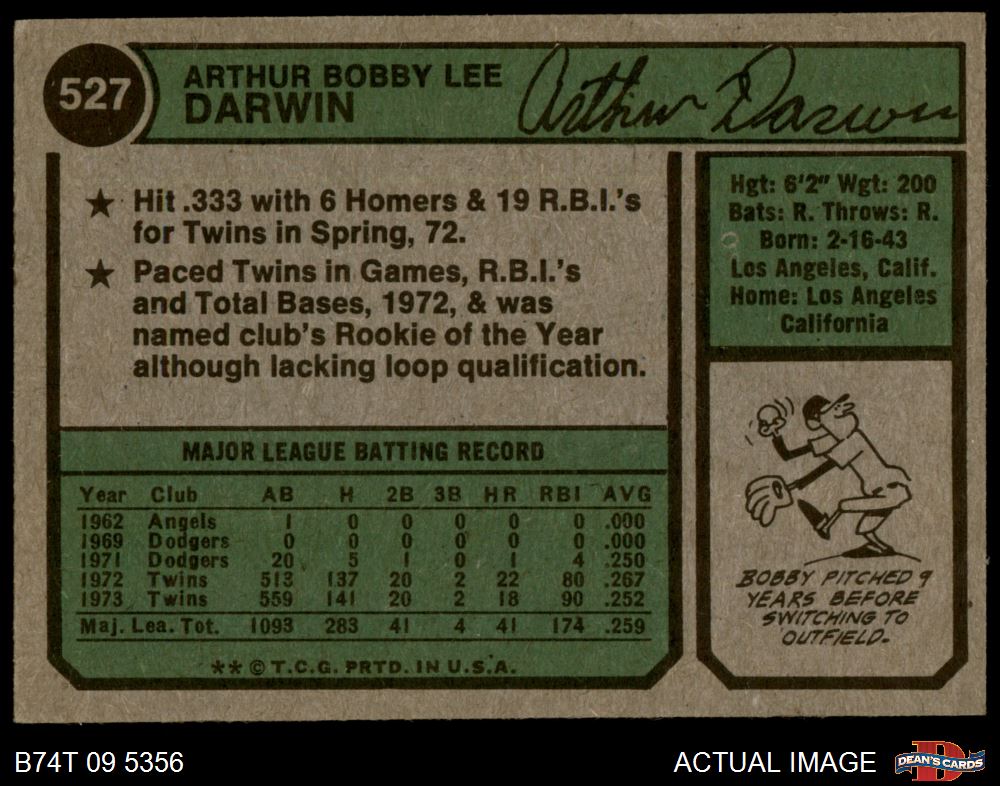 527
ARTHUR BOBBY LEE
DARWIN
Arthur Darwin
★ Hit .333 with 6 Homers & 19 R.B.I.'s
for Twins in Spring, 72.
★ Paced Twins in Games, R.B.I.'s
and Total Bases, 1972, & was
named club's Rookie of the Year
although lacking loop qualification.
Hgt: 6'2" Wgt: 200
Bats: R. Throws: R.
Born: 2-16-43
Los Angeles, Calif.
Home: Los Angeles
California
MAJOR LEAGUE BATTING RECORD
Year Club AB H 2B 3B HR RBI AVG
1962 Angels 1 0 0 0 0 0 .000
1969 Dodgers 0 0 0 0 0 0 .000
1971 Dodgers 20 5 1 0 1 4 .250
1972 Twins 513 137 20 2 22 80 .267
1973 Twins 559 141 20 2 18 90 .252
Maj. Lea. Tot. 1093 283 41 4 41 174 .259
★★ © T.C.G. PRTD. IN U.S.A.
BOBBY PITCHED 9
YEARS BEFORE
SWITCHING TO
OUTFIELD.
B74T 09 5356
ACTUAL IMAGE
D
DEAN'S CARDS